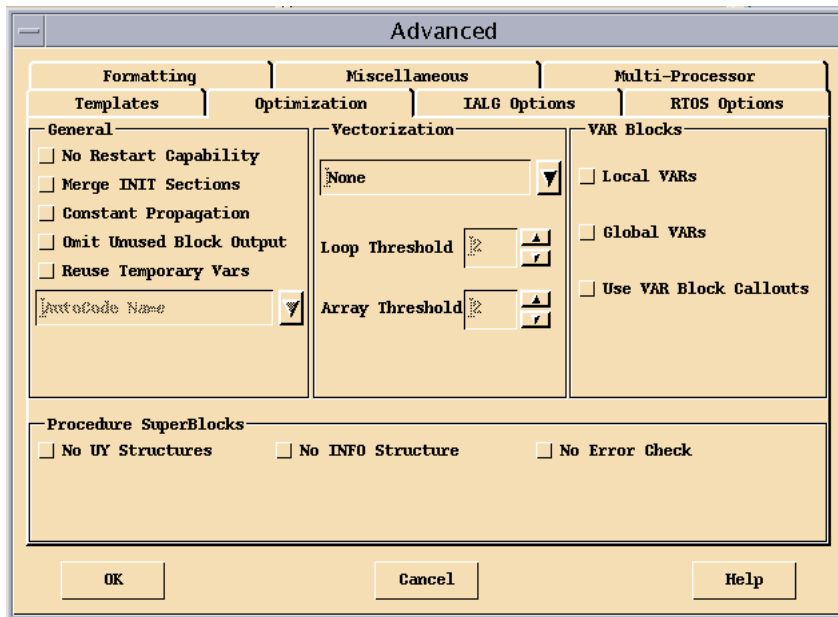 Advanced
Formatting
Miscellaneous
Multi-Processor
Templates
Optimization
IALG Options
RTOS Options
General
No Restart Capability
Merge INIT Sections
Constant Propagation
Omit Unused Block Output
Reuse Temporary Vars
AutoCode Name
Vectorization
None
Loop Threshold 2
Array Threshold 2
VAR Blocks
Local VARs
Global VARs
Use VAR Block Callouts
Procedure SuperBlocks
No UY Structures
No INFO Structure
No Error Check
OK
Cancel
Help